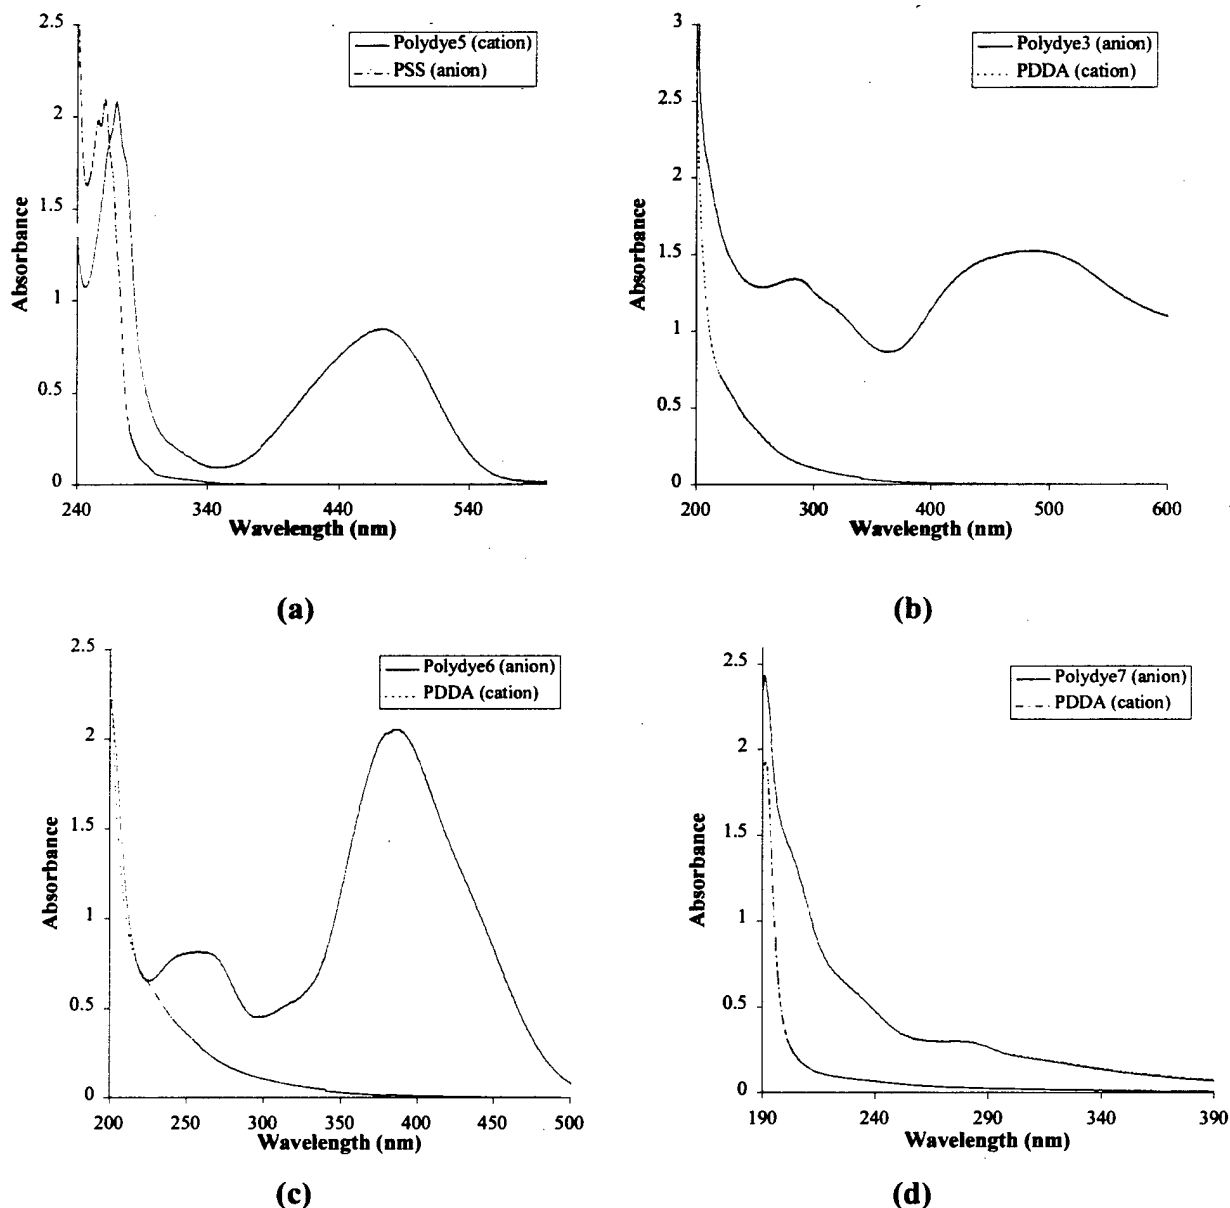 2.5
2
1.5
1
0.5
0
Absorbance
Polydye5 (cation)
PSS (anion)
240
340
440
540
Wavelength (nm)
(a)
3
2.5
2
1.5
1
0.5
0
Absorbance
Polydye3 (anion)
PDDA (cation)
200
300
400
500
600
Wavelength (nm)
(b)
2.5
2
1.5
1
0.5
0
Absorbance
Polydye6 (anion)
PDDA (cation)
200
250
300
350
400
450
500
Wavelength (nm)
(c)
2.5
2
1.5
1
0.5
0
Absorbance
Polydye7 (anion)
PDDA (cation)
190
240
290
340
390
Wavelength (nm)
(d)